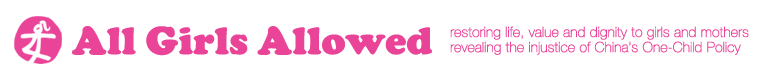 All Girls Allowed
restoring life, value and dignity to girls and mothers
revealing the injustice of China's One-Child Policy